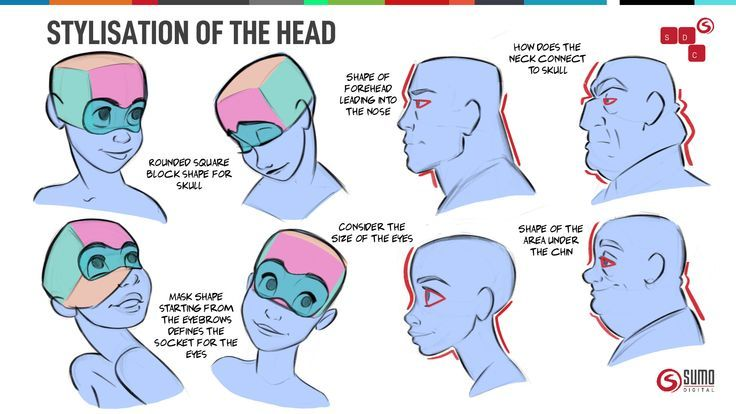 STYLISATION OF THE HEAD
S D
C
SHAPE OF
FOREHEAD
LEADING INTO
THE NOSE
HOW DOES THE
NECK CONNECT
TO SKULL
ROUNDED SQUARE
BLOCK SHAPE FOR
SKULL
CONSIDER THE
SIZE OF THE EYES
SHAPE OF THE
AREA UNDER
THE CHIN
MASK SHAPE
STARTING FROM
THE EYEBROWS
DEFINES THE
SOCKET FOR THE
EYES
SUMO
DIGITAL